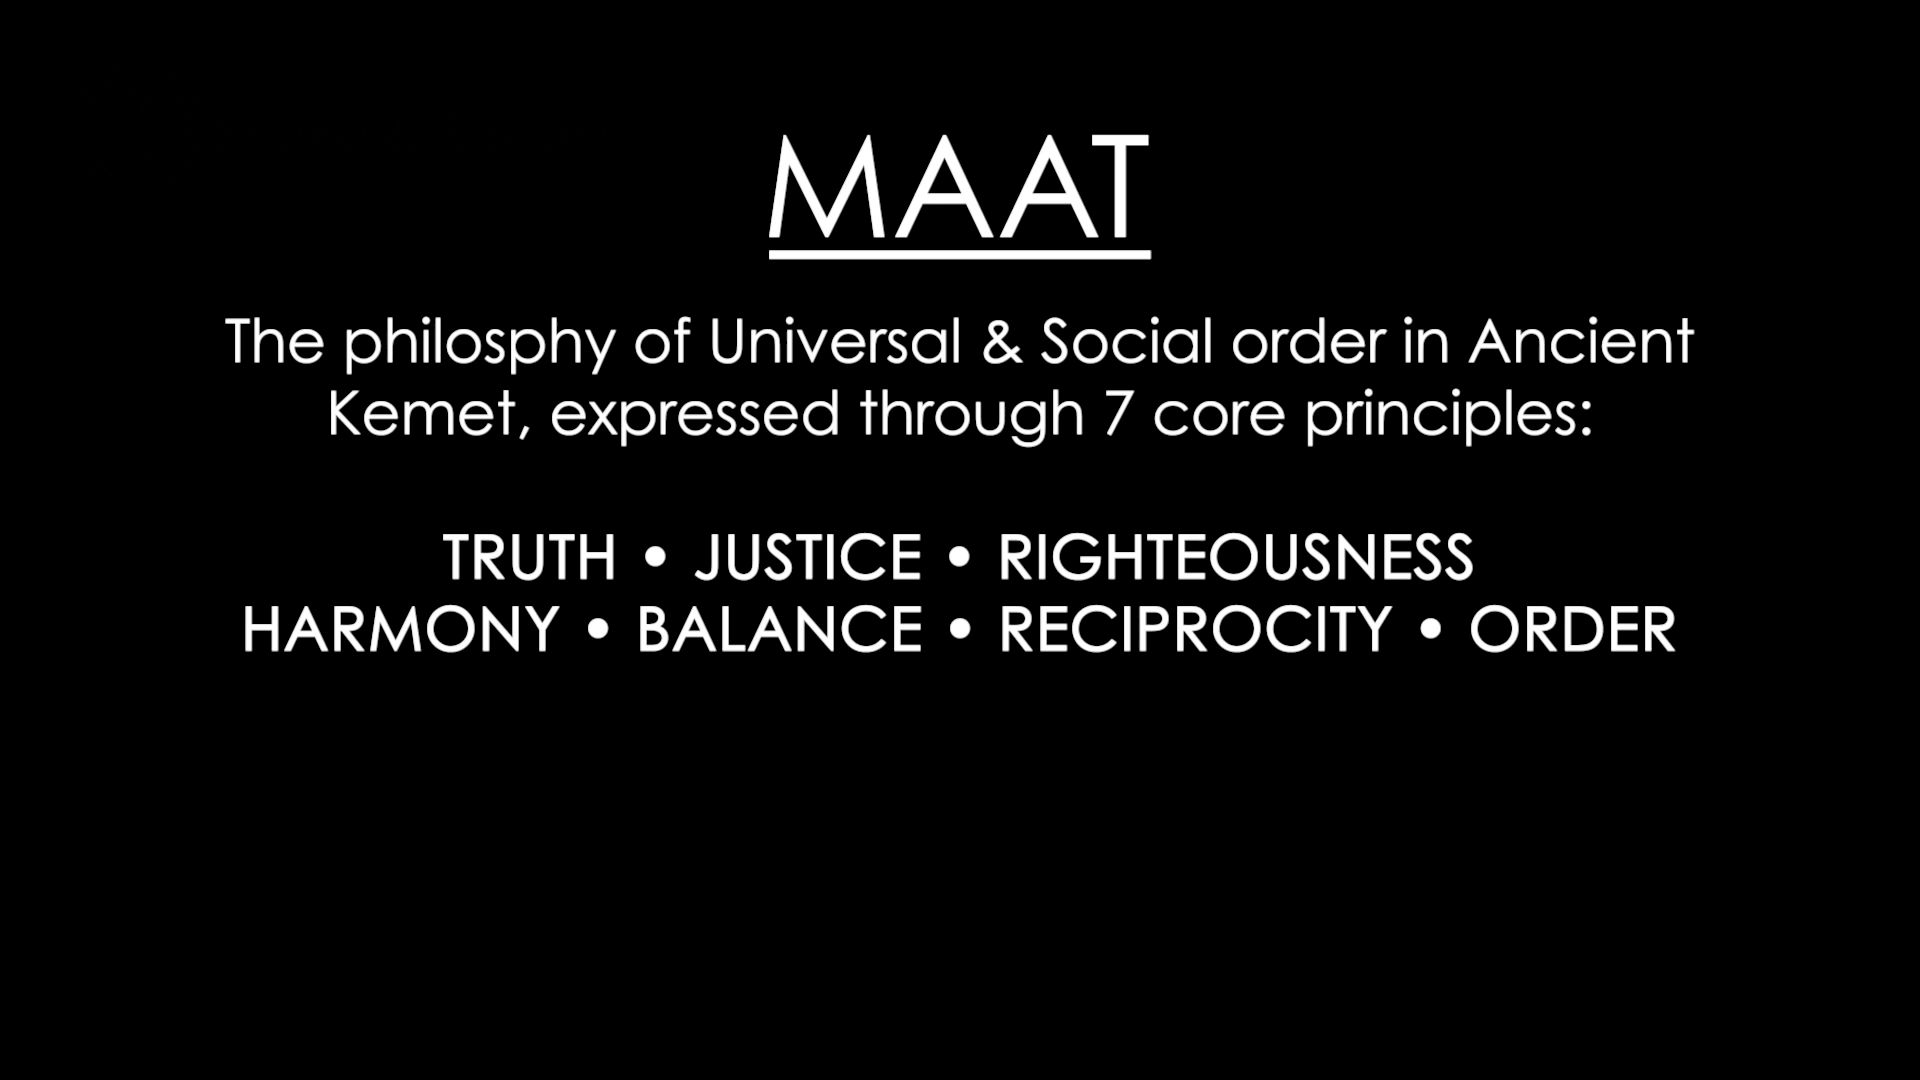 MAAT
The philosphy of Universal & Social order in Ancient
Kemet, expressed through 7 core principles:
TRUTH • JUSTICE • RIGHTEOUSNESS
HARMONY • BALANCE • RECIPROCITY • ORDER